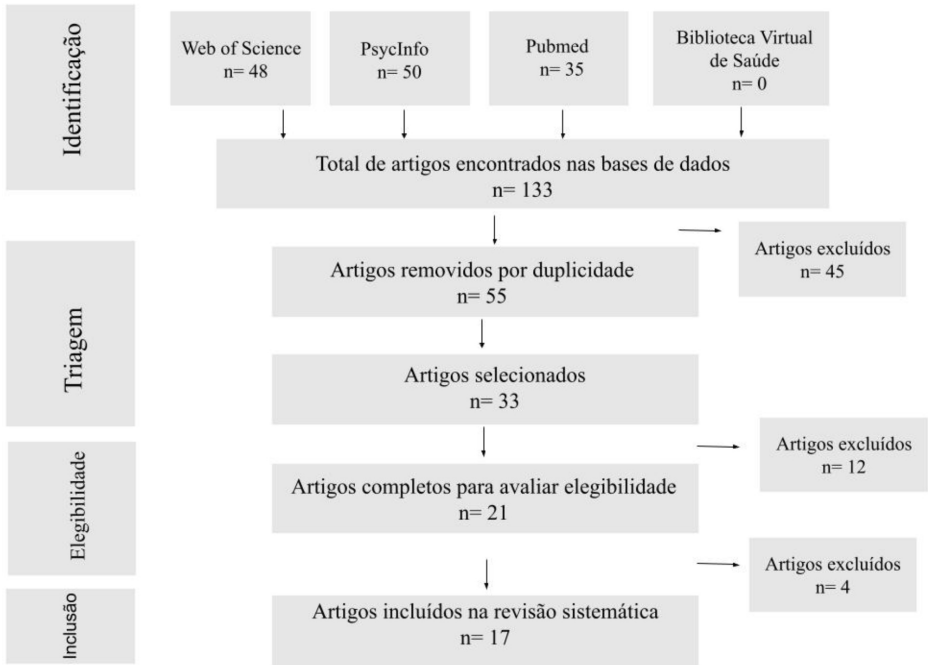 Identificação
Web of Science
n= 48
PsycInfo
n= 50
Pubmed
n= 35
Biblioteca Virtual
de Saúde
n= 0
Total de artigos encontrados nas bases de dados
n= 133
Artigos excluídos
n= 45
Triagem
Artigos removidos por duplicidade
n= 55
Artigos selecionados
n= 33
Artigos excluídos
n= 12
Elegibilidade
Artigos completos para avaliar elegibilidade
n= 21
Artigos excluídos
n= 4
Inclusão
Artigos incluídos na revisão sistemática
n= 17